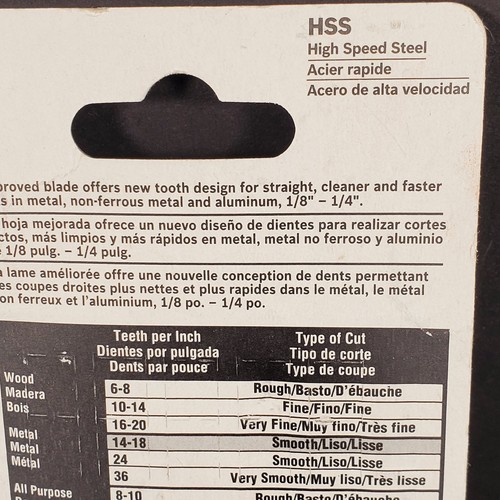 HSS
High Speed Steel
Acier rapide
Acero de alta velocidad
proved blade offers new tooth design for straight, cleaner and faster
s in metal, non-ferrous metal and aluminum, 1/8" – 1/4".
hoja mejorada ofrece un nuevo diseño de dientes para realizar cortes
ctos, más limpios y más rápidos en metal, metal no ferroso y aluminio
1/8 pulg. – 1/4 pulg.
a lame améliorée offre une nouvelle conception de dents permettant
es coupes droites plus nettes et plus rapides dans le métal, le métal
on ferreux et l'aluminium, 1/8 po. – 1/4 po.
Teeth per Inch Type of Cut
Dientes por pulgada Tipo de corte
Dents par pouce Type de coupe
Wood
Madera
Bois
6-8 Rough/Basto/D'ébauche
10-14 Fine/Fino/Fine
16-20 Very Fine/Muy fino/Très fine
Metal
Metal
Métal
14-18 Smooth/Liso/Lisse
24 Smooth/Liso/Lisse
36 Very Smooth/Muy liso/Très lisse
All Purpose
8-10 Rough/Basto/D'ébauche